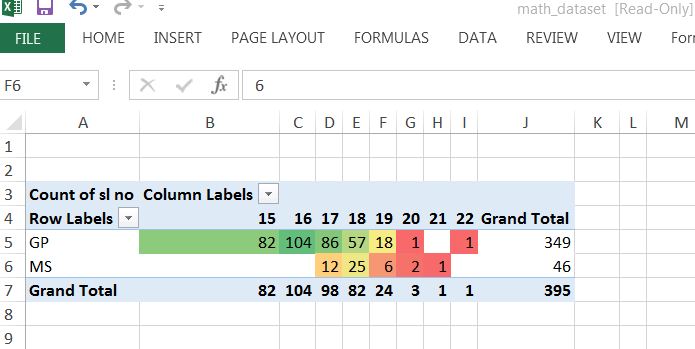 math_dataset [Read-Only]
FILE HOME INSERT PAGE LAYOUT FORMULAS DATA REVIEW VIEW
F6 fx 6
A B C D E F G H I J K L M
1
2
3 Count of sl no Column Labels
4 Row Labels 15 16 17 18 19 20 21 22 Grand Total
5 GP 82 104 86 57 18 1 1 349
6 MS 12 25 6 2 1 46
7 Grand Total 82 104 98 82 24 3 1 1 395
8
9